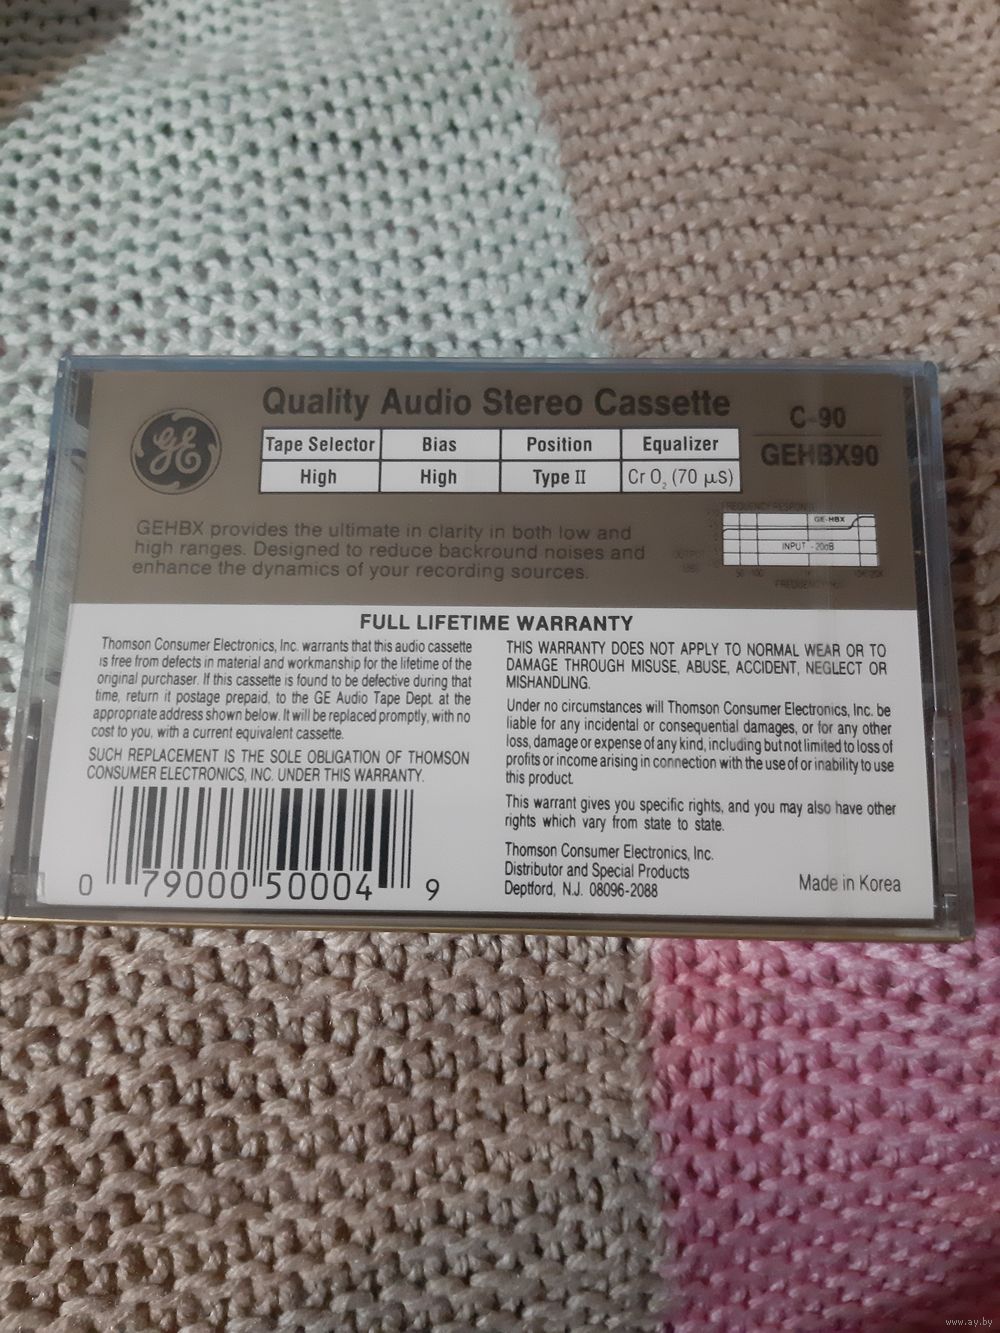 Quality Audio Stereo Cassette
GE
Tape Selector Bias Position Equalizer
High High Type II Cr O2 (70 µS)
C-90
GEHBX90
GEHBX provides the ultimate in clarity in both low and
high ranges. Designed to reduce backround noises and
enhance the dynamics of your recording sources.
FREQUENCY RESPONSE
GE-HBX
INPUT -20dB
OUTPUT
50 100
FULL LIFETIME WARRANTY
Thomson Consumer Electronics, Inc. warrants that this audio cassette
is free from defects in material and workmanship for the lifetime of the
original purchaser. If this cassette is found to be defective during that
time, return it postage prepaid, to the GE Audio Tape Dept. at the
appropriate address shown below. It will be replaced promptly, with no
cost to you, with a current equivalent cassette.
SUCH REPLACEMENT IS THE SOLE OBLIGATION OF THOMSON
CONSUMER ELECTRONICS, INC. UNDER THIS WARRANTY.
0 79000 50004 9
THIS WARRANTY DOES NOT APPLY TO NORMAL WEAR OR TO
DAMAGE THROUGH MISUSE, ABUSE, ACCIDENT, NEGLECT OR
MISHANDLING.
Under no circumstances will Thomson Consumer Electronics, Inc. be
liable for any incidental or consequential damages, or for any other
loss, damage or expense of any kind, including but not limited to loss of
profits or income arising in connection with the use of or inability to use
this product.
This warrant gives you specific rights, and you may also have other
rights which vary from state to state.
Thomson Consumer Electronics, Inc.
Distributor and Special Products
Deptford, N.J. 08096-2088
Made in Korea
www.ay.by